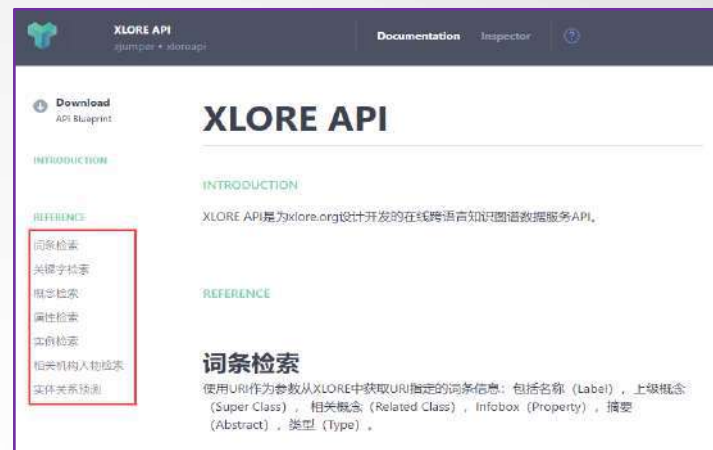 XLORE API
Documentation
Inspector
?
Download
API Blueprint
INTRODUCTION
REFERENCE
词条检索
关键字检索
概念检索
属性检索
实例检索
相关机构人物检索
实体关系预测
XLORE API
INTRODUCTION
XLORE API是为xlore.org设计开发的在线跨语言知识图谱数据服务API。
REFERENCE
词条检索
使用URI作为参数从XLORE中获取URI指定的词条信息：包括名称（Label），上级概念
（Super Class），相关概念（Related Class），Infobox（Property），摘要
（Abstract），类型（Type）。